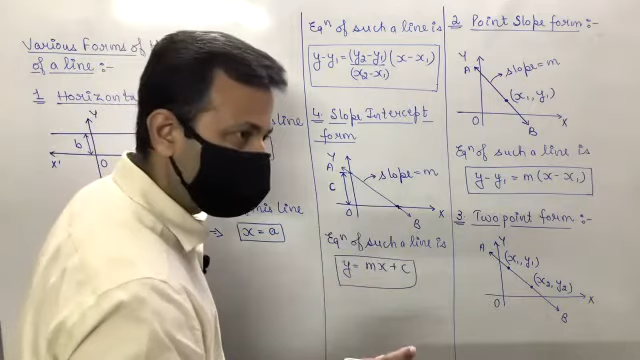 Various Forms of
of a line :-
1 Horizonta
Y
b
X'
O
line
this line
⇒ x = a
Eqⁿ of such a line is
y-y₁ = (y₂-y₁)/(x₂-x₁) (x-x₁)
4. Slope Intercept
form
Y
A
slope = m
C
O
X
B
Eqⁿ of such a line is
y = mx + c
2. Point Slope form :-
Y
A
slope = m
(x₁, y₁)
O
X
B
Eqⁿ of such a line is
y-y₁ = m(x-x₁)
3. Two point form :-
Y
A
(x₁, y₁)
(x₂, y₂)
O
X
B